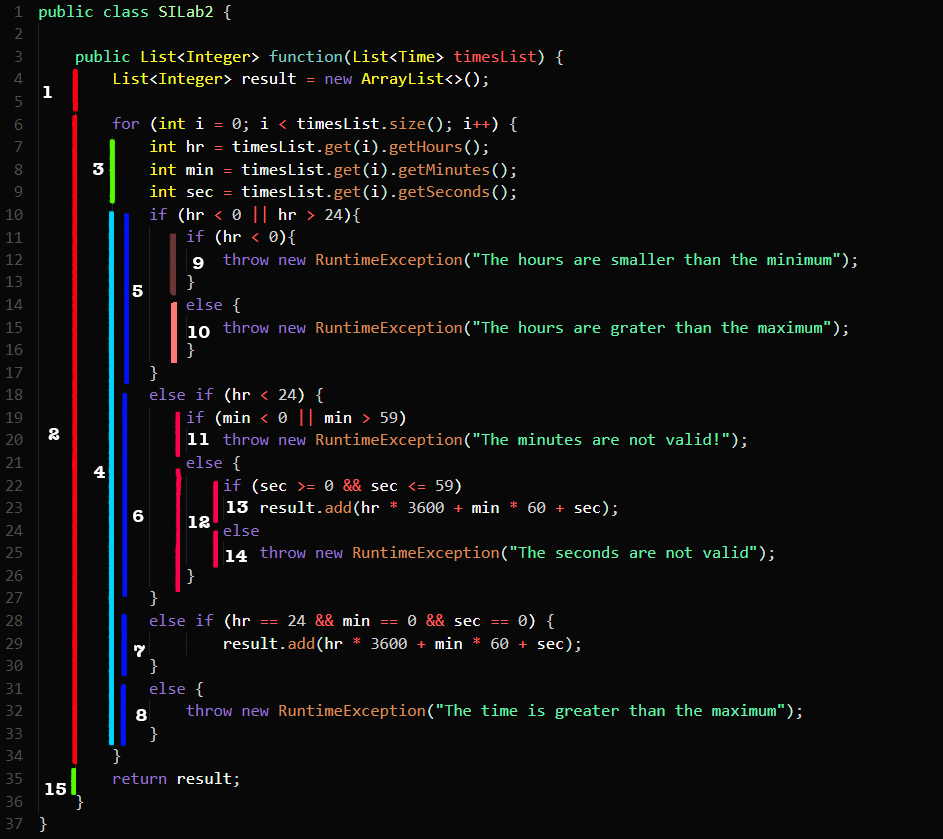 1 public class SILab2 {
2
3 public List<Integer> function(List<Time> timesList) {
4 List<Integer> result = new ArrayList<>();
1
5
6 for (int i = 0; i < timesList.size(); i++) {
7 int hr = timesList.get(i).getHours();
8 3 int min = timesList.get(i).getMinutes();
9 int sec = timesList.get(i).getSeconds();
10 if (hr < 0 || hr > 24){
11 if (hr < 0){
12 9 throw new RuntimeException("The hours are smaller than the minimum");
13 }
5
14 else {
15 10 throw new RuntimeException("The hours are grater than the maximum");
16 }
17 }
18 else if (hr < 24) {
19 if (min < 0 || min > 59)
20 2 11 throw new RuntimeException("The minutes are not valid!");
21 else {
4
22 if (sec >= 0 && sec <= 59)
23 13 result.add(hr * 3600 + min * 60 + sec);
6 12
24 else
25 14 throw new RuntimeException("The seconds are not valid");
26 }
27 }
28 else if (hr == 24 && min == 0 && sec == 0) {
29 7 result.add(hr * 3600 + min * 60 + sec);
30 }
31 else {
32 8 throw new RuntimeException("The time is greater than the maximum");
33 }
34 }
35 return result;
15
36 }
37 }